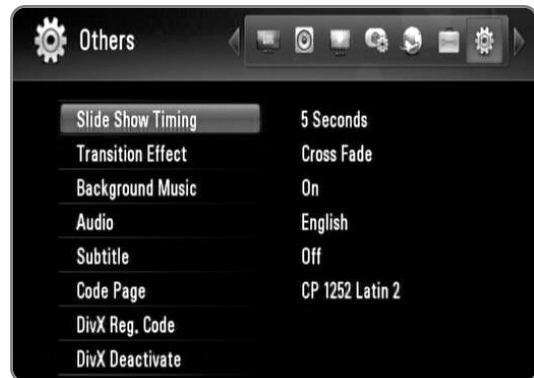 Others
Slide Show Timing 5 Seconds
Transition Effect Cross Fade
Background Music On
Audio English
Subtitle Off
Code Page CP 1252 Latin 2
DivX Reg. Code
DivX Deactivate